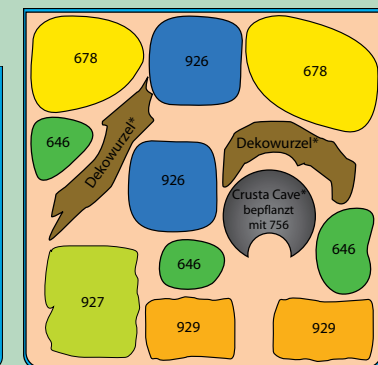 678
926
678
646
Dekowurzel*
Dekowurzel*
926
Crusta Cave*
bepflanzt
mit 756
646
646
927
929
929